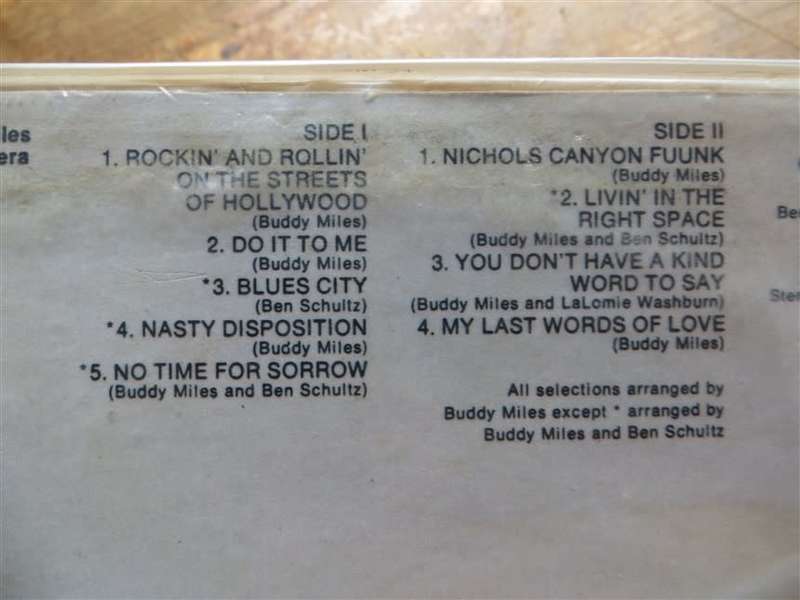 iles
era
SIDE I
1. ROCKIN' AND ROLLIN'
ON THE STREETS
OF HOLLYWOOD
(Buddy Miles)
2. DO IT TO ME
(Buddy Miles)
*3. BLUES CITY
(Ben Schultz)
*4. NASTY DISPOSITION
(Buddy Miles)
*5. NO TIME FOR SORROW
(Buddy Miles and Ben Schultz)
SIDE II
1. NICHOLS CANYON FUUNK
(Buddy Miles)
*2. LIVIN' IN THE
RIGHT SPACE
(Buddy Miles and Ben Schultz)
3. YOU DON'T HAVE A KIND
WORD TO SAY
(Buddy Miles and LaLomie Washburn)
4. MY LAST WORDS OF LOVE
(Buddy Miles)
All selections arranged by
Buddy Miles except * arranged by
Buddy Miles and Ben Schultz
Be
Ste